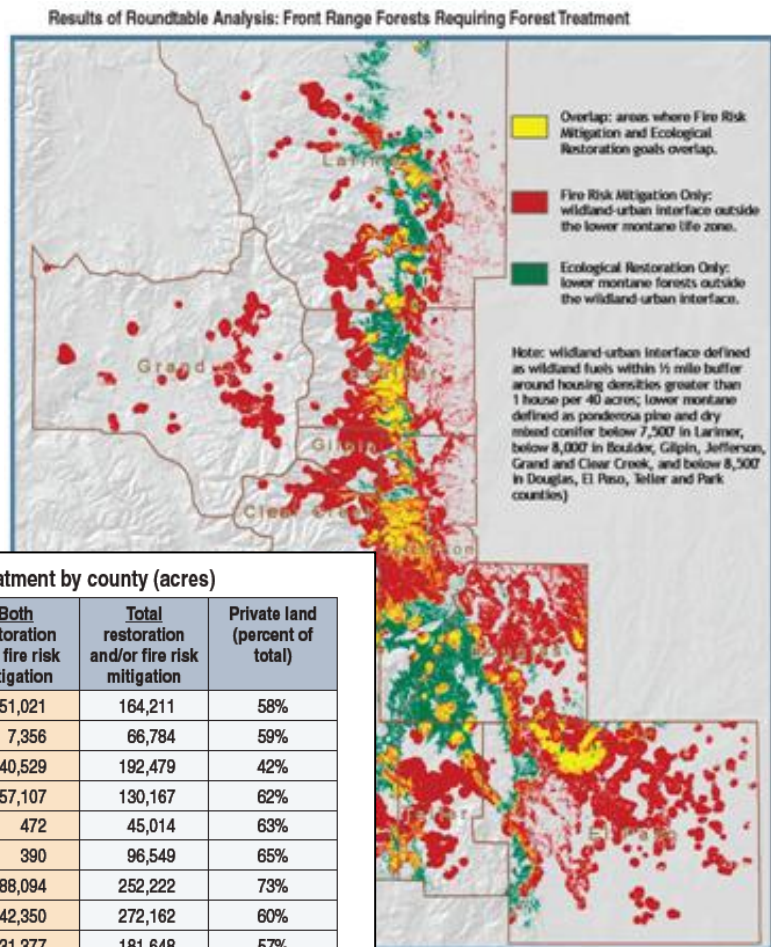 Results of Roundtable Analysis: Front Range Forests Requiring Forest Treatment
Overlap: areas where Fire Risk
Mitigation and Ecological
Restoration goals overlap.
Fire Risk Mitigation Only:
wildland-urban interface outside
the lower montane life zone.
Ecological Restoration Only:
lower montane forests outside
the wildland-urban interface.
Note: wildland-urban interface defined
as wildland fuels within ½ mile buffer
around housing densities greater than
1 house per 40 acres; lower montane
defined as ponderosa pine and dry
mixed conifer below 7,500' in Larimer,
below 8,000' in Boulder, Gilpin, Jefferson,
Grand and Clear Creek, and below 8,500'
in Douglas, El Paso, Teller and Park
counties)
Grand
El Paso
atment by county (acres)
Both
toration
fire risk
tigation
Total
restoration
and/or fire risk
mitigation
Private land
(percent of
total)
51,021 164,211 58%
7,356 66,784 59%
40,529 192,479 42%
57,107 130,167 62%
472 45,014 63%
390 96,549 65%
88,094 252,222 73%
42,350 272,162 60%
31,377 181,648 57%